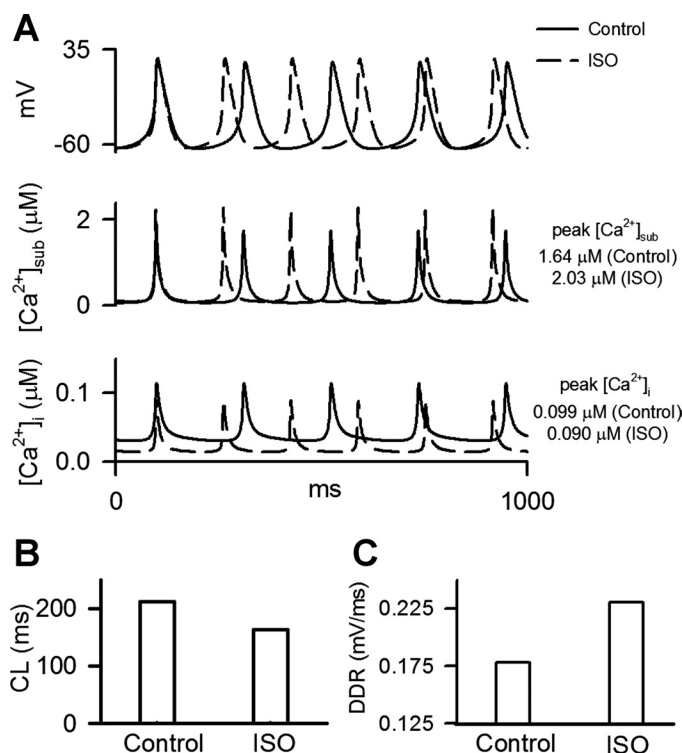 A
Control
ISO
35
-60
mV
2
0
[Ca²⁺]sub (μM)
peak [Ca²⁺]sub
1.64 μM (Control)
2.03 μM (ISO)
0.1
0.0
[Ca²⁺]i (μM)
peak [Ca²⁺]i
0.099 μM (Control)
0.090 μM (ISO)
0
ms
1000
B
CL (ms)
200
100
0
Control
ISO
C
DDR (mV/ms)
0.225
0.175
0.125
Control
ISO